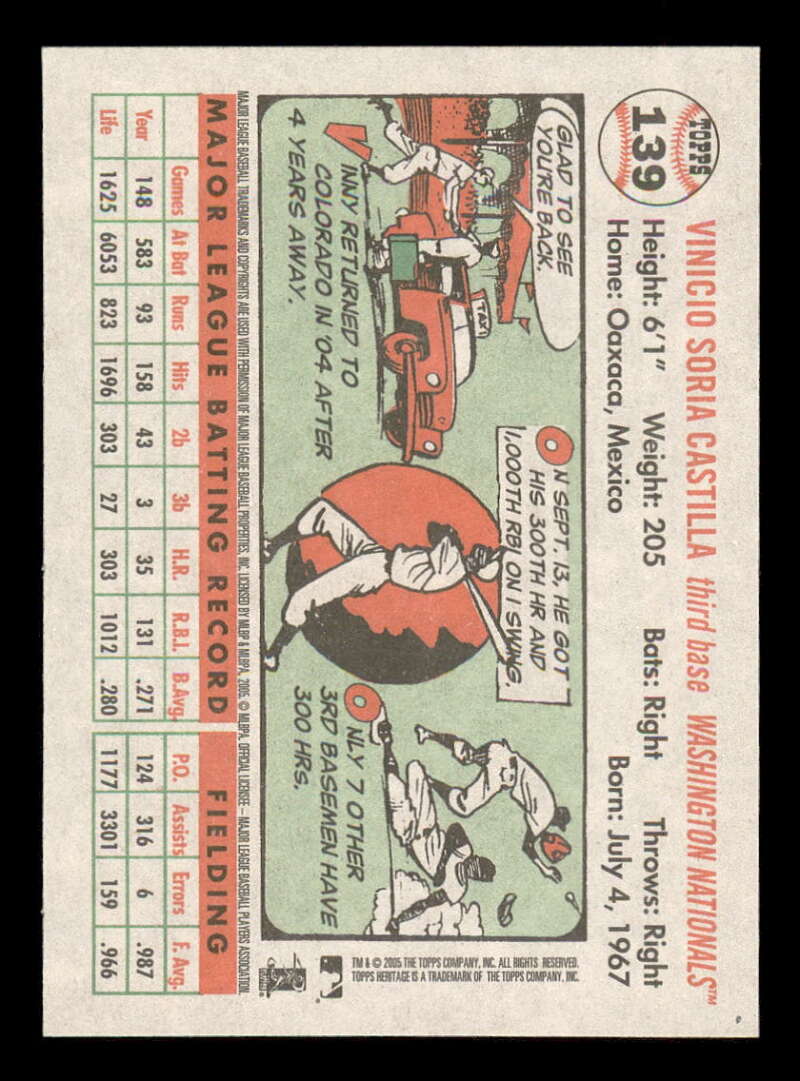 TOPPS
139
VINICIO SORIA CASTILLA third base WASHINGTON NATIONALS™
Height: 6'1" Weight: 205 Bats: Right Throws: Right
Home: Oaxaca, Mexico Born: July 4, 1967
GLAD TO SEE
YOU'RE BACK.
TAXI
VINNY RETURNED TO
COLORADO IN '04 AFTER
4 YEARS AWAY.
ON SEPT. 13, HE GOT
HIS 300TH HR AND
1,000TH RBI ON 1 SWING.
ONLY 7 OTHER
3RD BASEMEN HAVE
300 HRS.
TM & © 2005 THE TOPPS COMPANY, INC. ALL RIGHTS RESERVED.
TOPPS HERITAGE IS A TRADEMARK OF THE TOPPS COMPANY, INC.
MAJOR LEAGUE BASEBALL TRADEMARKS AND COPYRIGHTS ARE USED WITH PERMISSION OF MAJOR LEAGUE BASEBALL PROPERTIES, INC. LICENSED BY MLBP & MLBPA. 2005. © MLBPA. OFFICIAL LICENSEE – MAJOR LEAGUE BASEBALL PLAYERS ASSOCIATION.
MAJOR LEAGUE BATTING RECORD FIELDING
Games At Bat Runs Hits 2b 3b H.R. R.B.I. B.Avg. P.O. Assists Errors F. Avg.
Year 148 583 93 158 43 3 35 131 .271 124 316 6 .987
Life 1625 6053 823 1696 303 27 303 1012 .280 1177 3301 159 .966